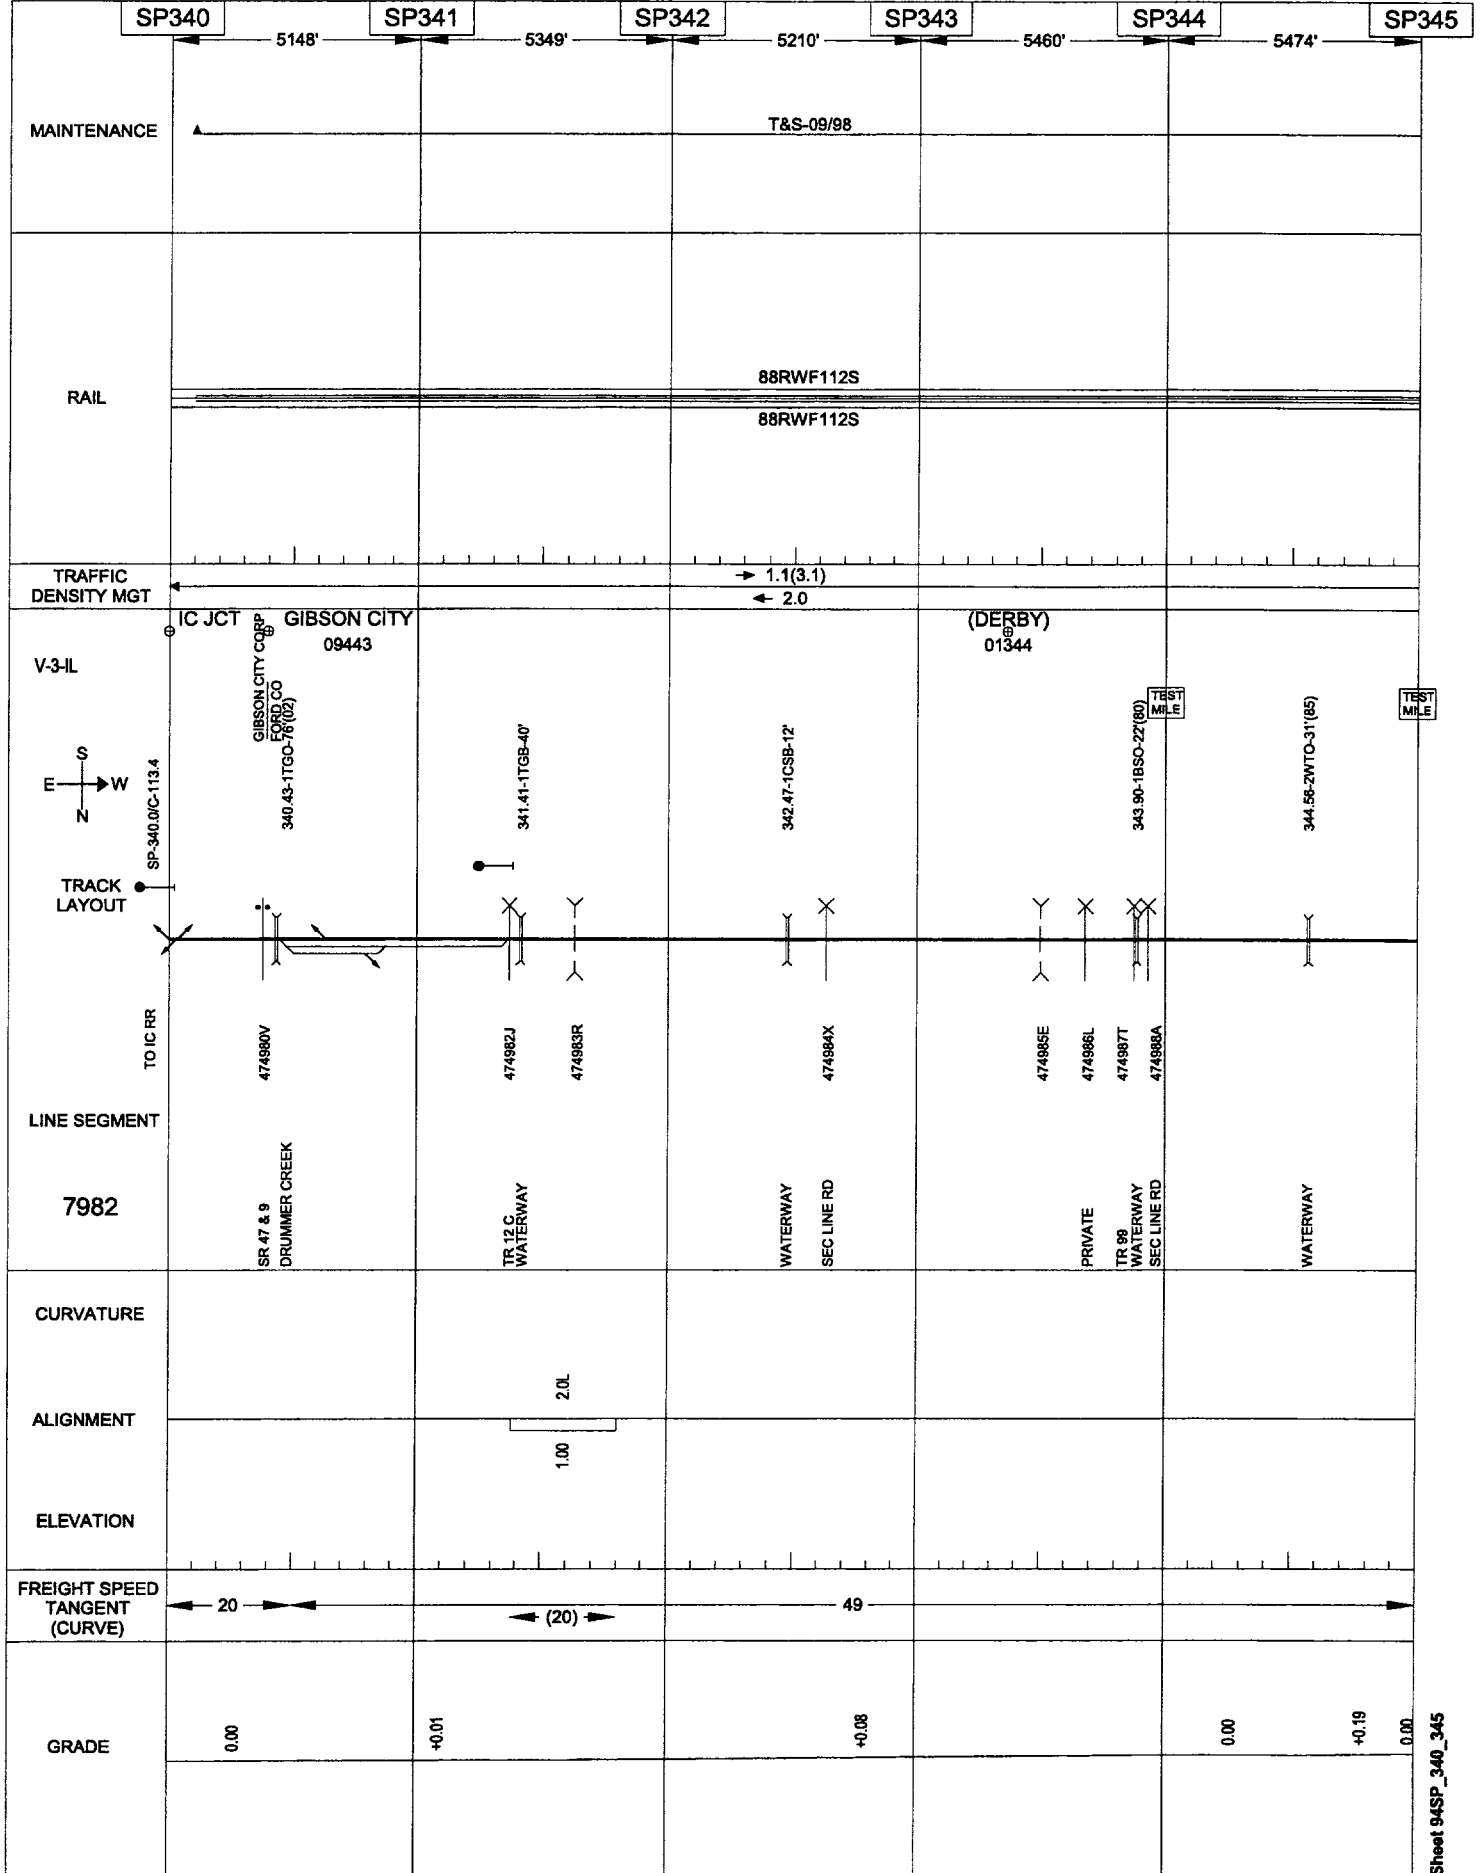 SP340 SP341 SP342 SP343 SP344 SP345
5148' 5349' 5210' 5460' 5474'
MAINTENANCE
T&S-09/98
RAIL
88RWF112S
88RWF112S
TRAFFIC
DENSITY MGT
1.1(3.1)
2.0
IC JCT
GIBSON CITY
09443
(DERBY)
01344
V-3-IL
GIBSON CITY CORP
FORD CO
340.43-1TGO-76'(02)
341.41-1TGB-40'
342.47-1CSB-12'
343.90-1BSO-22'(80)
344.56-2WTO-31'(85)
TEST
MILE
TEST
MILE
S
E W
N
SP-340.0/C-113.4
TRACK
LAYOUT
TO IC RR
474980V
474982J
474983R
474984X
474985E
474986L
474987T
474988A
LINE SEGMENT
7982
SR 47 & 9
DRUMMER CREEK
TR 12 C
WATERWAY
WATERWAY
SEC LINE RD
PRIVATE
TR 99
WATERWAY
SEC LINE RD
WATERWAY
CURVATURE
2.0L
ALIGNMENT
1.00
ELEVATION
FREIGHT SPEED
TANGENT
(CURVE)
20
(20)
49
GRADE
0.00
+0.01
+0.08
0.00
+0.19
0.00
Sheet 94SP_340_345